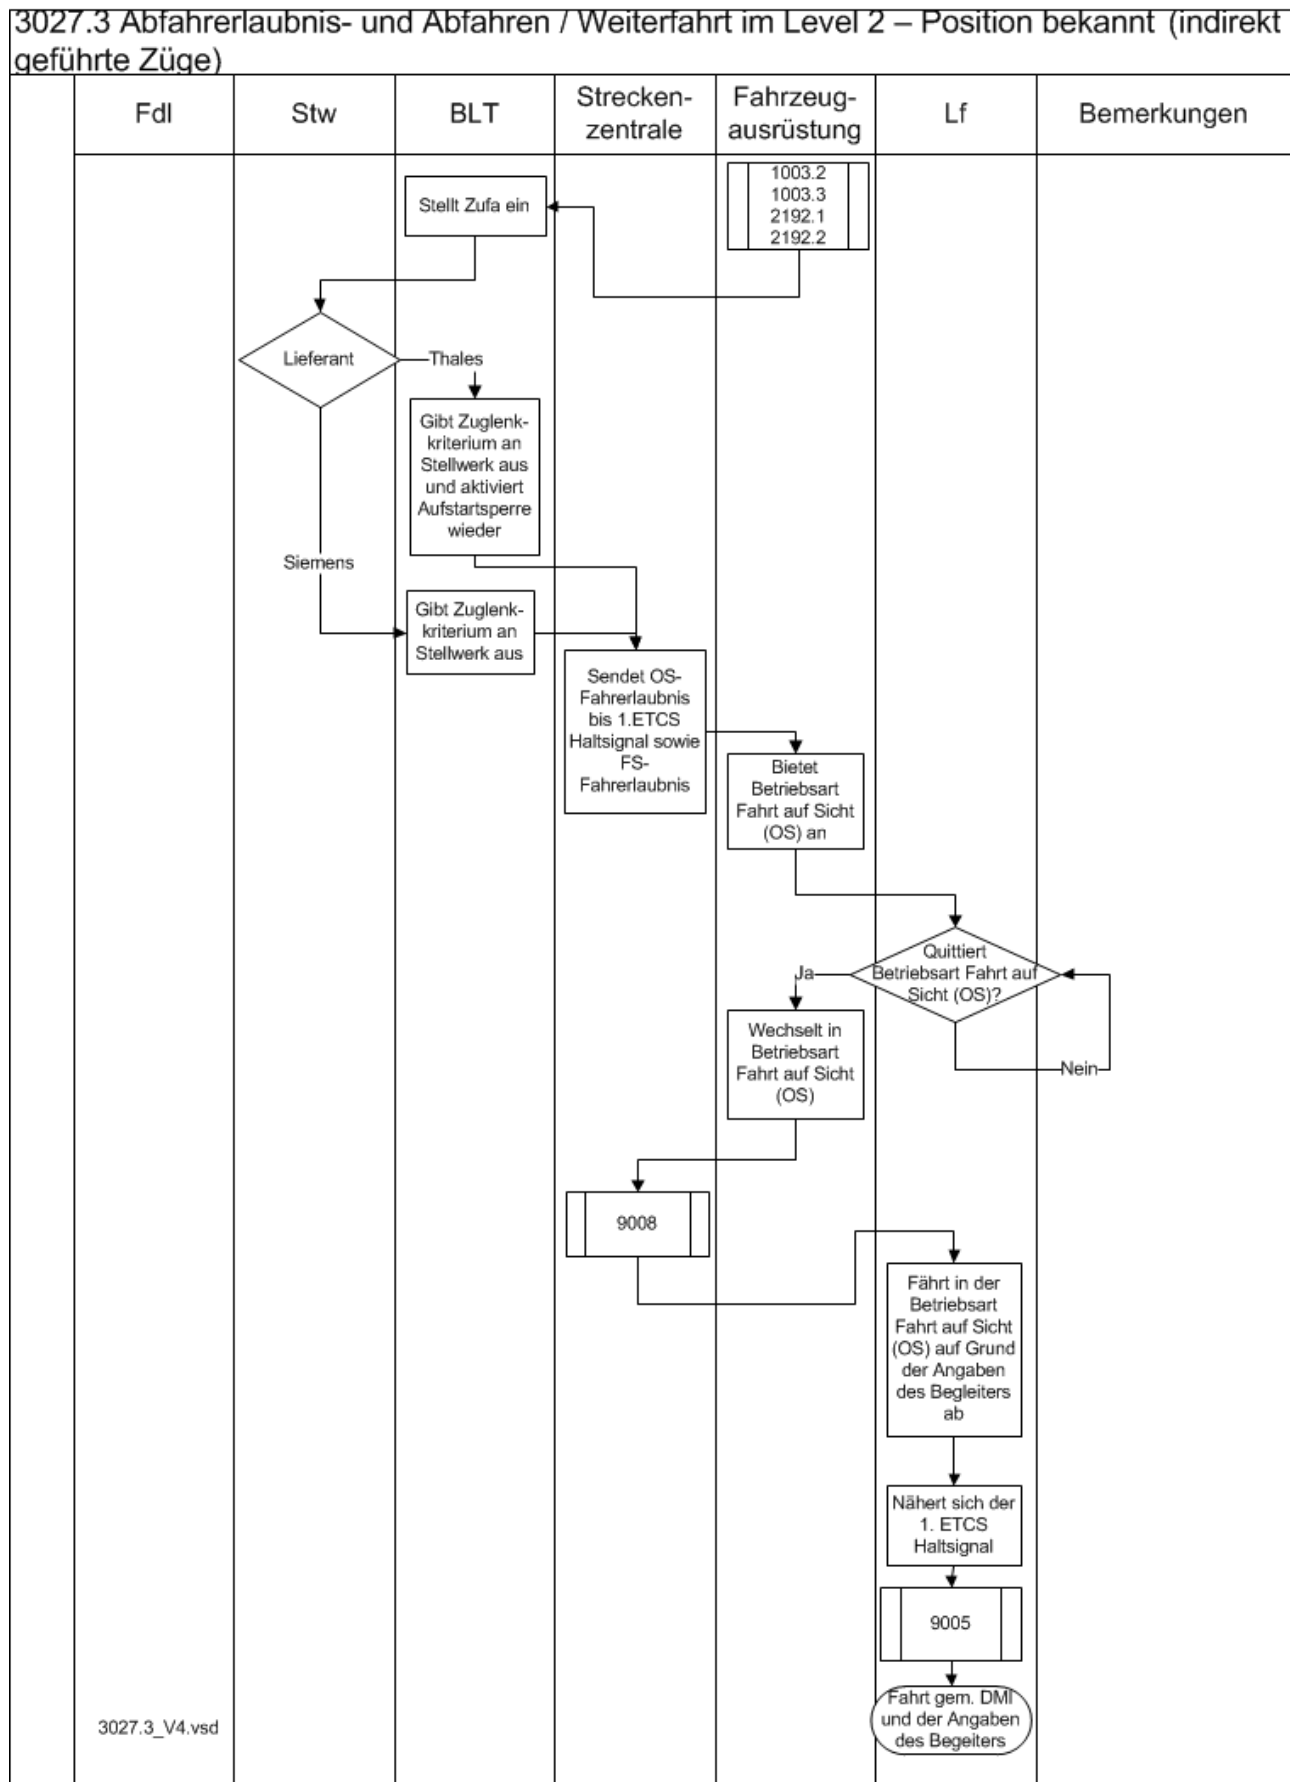 3027.3 Abfahrerlaubnis- und Abfahren / Weiterfahrt im Level 2 – Position bekannt (indirekt
geführte Züge)
Fdl
Stw
BLT
Strecken-
zentrale
Fahrzeug-
ausrüstung
Lf
Bemerkungen
1003.2
1003.3
2192.1
2192.2
Stellt Zufa ein
Lieferant
Thales
Gibt Zuglenk-
kriterium an
Stellwerk aus
und aktiviert
Aufstartsperre
wieder
Siemens
Gibt Zuglenk-
kriterium an
Stellwerk aus
Sendet OS-
Fahrerlaubnis
bis 1.ETCS
Haltsignal sowie
FS-
Fahrerlaubnis
Bietet
Betriebsart
Fahrt auf Sicht
(OS) an
Quittiert
Betriebsart Fahrt auf
Sicht (OS)?
Ja
Nein
Wechselt in
Betriebsart
Fahrt auf Sicht
(OS)
9008
Fährt in der
Betriebsart
Fahrt auf Sicht
(OS) auf Grund
der Angaben
des Begleiters
ab
Nähert sich der
1. ETCS
Haltsignal
9005
Fahrt gem. DMI
und der Angaben
des Begeiters
3027.3_V4.vsd